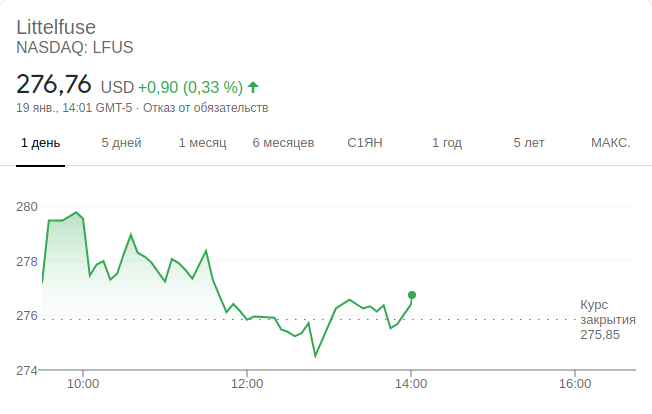 Littelfuse
NASDAQ: LFUS
276,76 USD +0,90 (0,33 %)
19 янв., 14:01 GMT-5 · Отказ от обязательств
1 день 5 дней 1 месяц 6 месяцев С1ЯН 1 год 5 лет МАКС.
280
278
276
274
Курс
закрытия
275,85
10:00 12:00 14:00 16:00